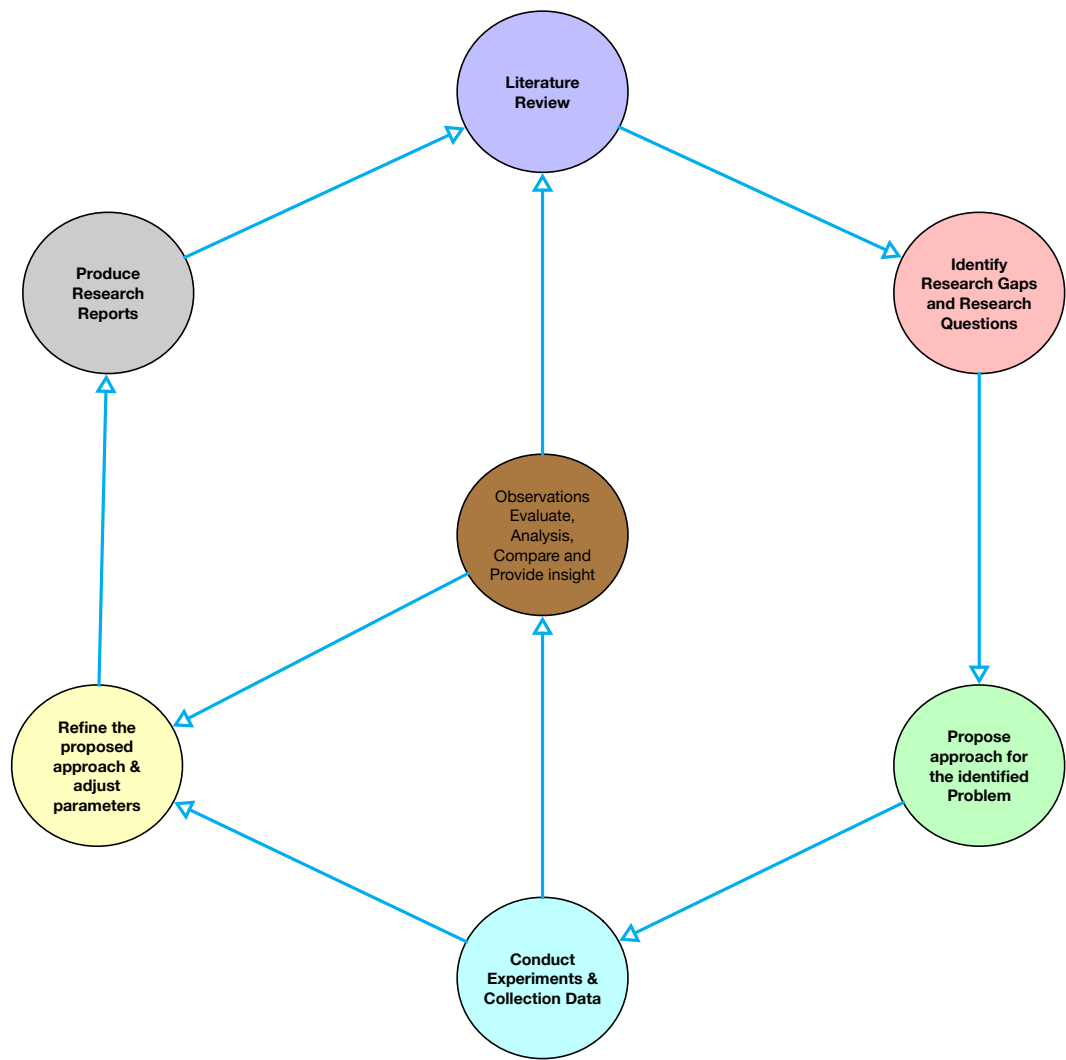 Literature
Review
Produce
Research
Reports
Identify
Research Gaps
and Research
Questions
Observations
Evaluate,
Analysis,
Compare and
Provide insight
Refine the
proposed
approach &
adjust
parameters
Propose
approach for
the identified
Problem
Conduct
Experiments &
Collection Data